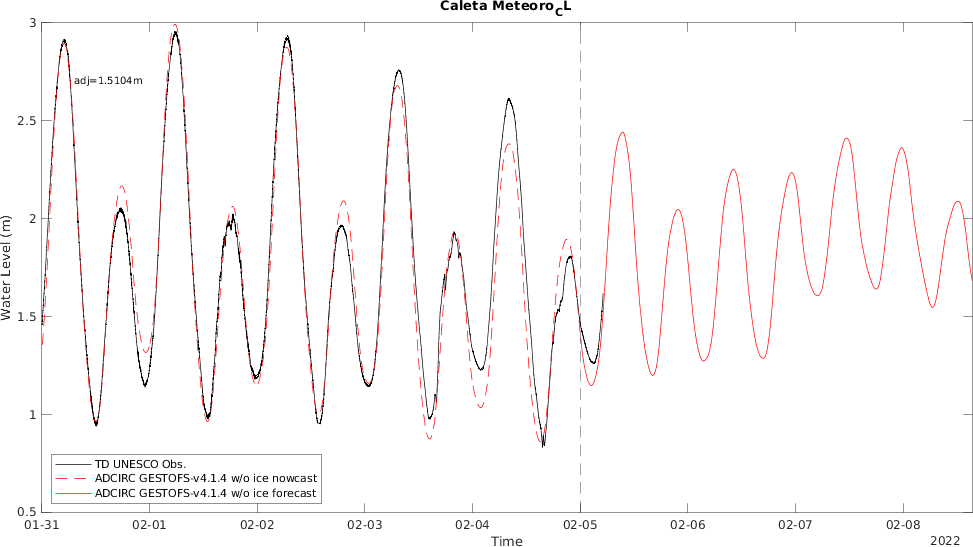 Caleta Meteoro_CL
3
adj=1.5104m
2.5
2
1.5
1
0.5
Water Level (m)
TD UNESCO Obs.
ADCIRC GESTOFS-v4.1.4 w/o ice nowcast
ADCIRC GESTOFS-v4.1.4 w/o ice forecast
01-31 02-01 02-02 02-03 02-04 02-05 02-06 02-07 02-08
Time
2022